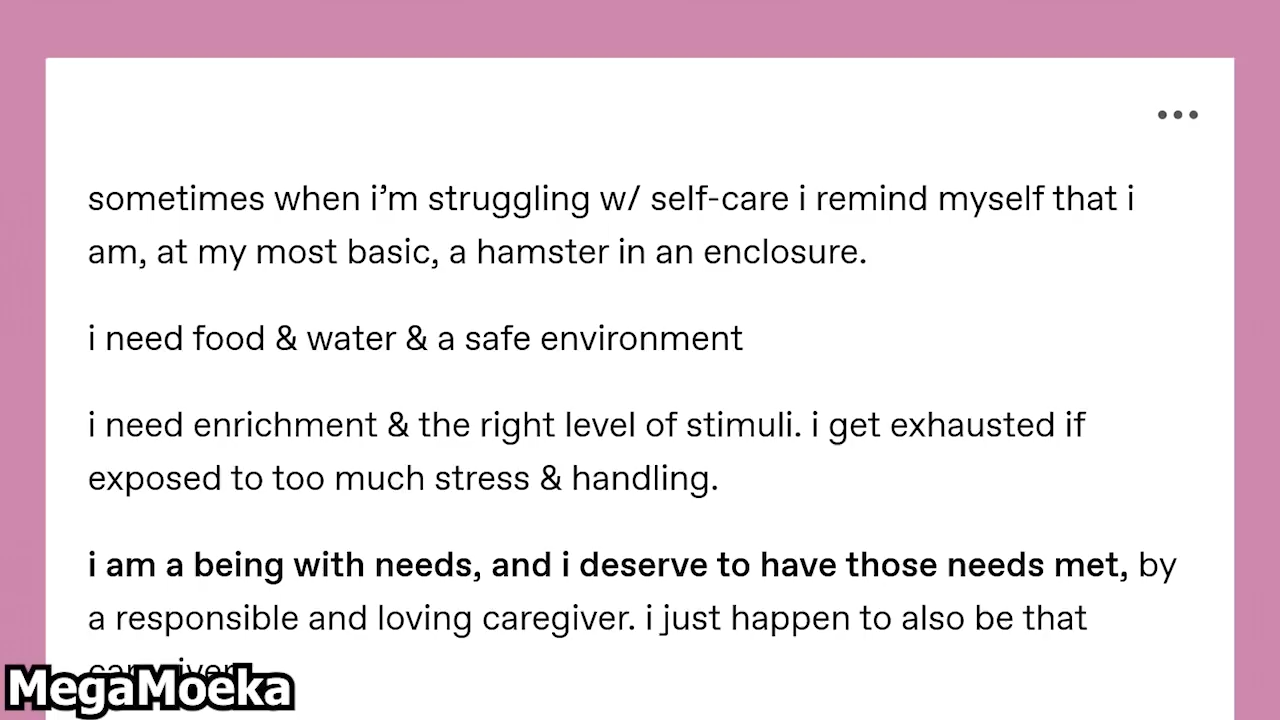 sometimes when i’m struggling w/ self-care i remind myself that i
am, at my most basic, a hamster in an enclosure.
i need food & water & a safe environment
i need enrichment & the right level of stimuli. i get exhausted if
exposed to too much stress & handling.
i am a being with needs, and i deserve to have those needs met, by
a responsible and loving caregiver. i just happen to also be that
MegaMoeka